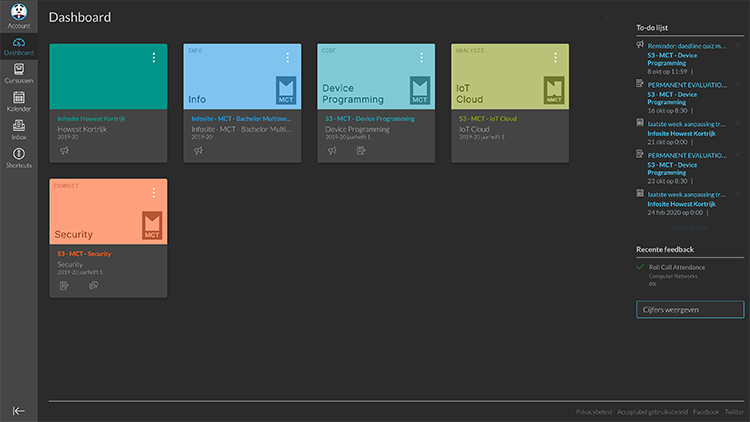 Account
Dashboard
Cursussen
Kalender
Inbox
Shortcuts
Dashboard
Infosite Howest Kortrijk
Howest Kortrijk
2019-20
INFO
Info
MCT
Infosite - MCT - Bachelor Multime...
Infosite - MCT - Bachelor Multi...
2019-20
CODE
Device
Programming
MCT
S3 - MCT - Device Programming
Device Programming
2019-20 jaarhelft 1
ANALYSIS
IoT
Cloud
NMCT
S3 - MCT - IoT Cloud
IoT Cloud
2019-20 jaarhelft 1
CONNECT
Security
MCT
S3 - MCT - Security
Security
2019-20 jaarhelft 1
To-do lijst
Reminder: daedline quiz m...
S3 - MCT - Device
Programming
8 okt op 11:59 |
PERMANENT EVALUATIO...
S3 - MCT - Device
Programming
16 okt op 8:30 |
laatste week aanpassing tr...
Infosite Howest Kortrijk
21 okt op 0:00 |
PERMANENT EVALUATIO...
S3 - MCT - Device
Programming
23 okt op 8:30 |
laatste week aanpassing tr...
Infosite Howest Kortrijk
24 feb 2020 op 0:00 |
Recente feedback
Roll Call Attendance
Computer Networks
0%
Cijfers weergeven
Privacybeleid Acceptabel gebruiksbeleid Facebook Twitter